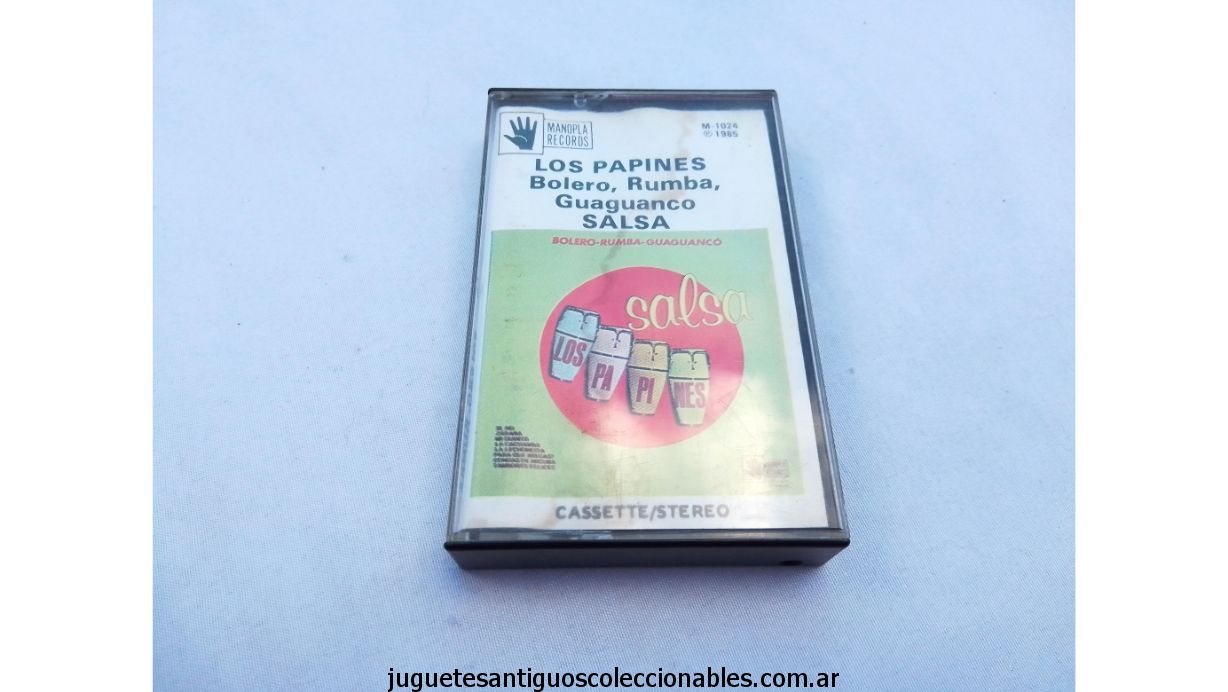 MANOPLA
RECORDS
M-1024
℗ 1985
LOS PAPINES
Bolero, Rumba,
Guaguanco
SALSA
BOLERO-RUMBA-GUAGUANCÓ
salsa
LOS
PA
PI
NES
CASSETTE/STEREO
juguetesantiguoscoleccionables.com.ar